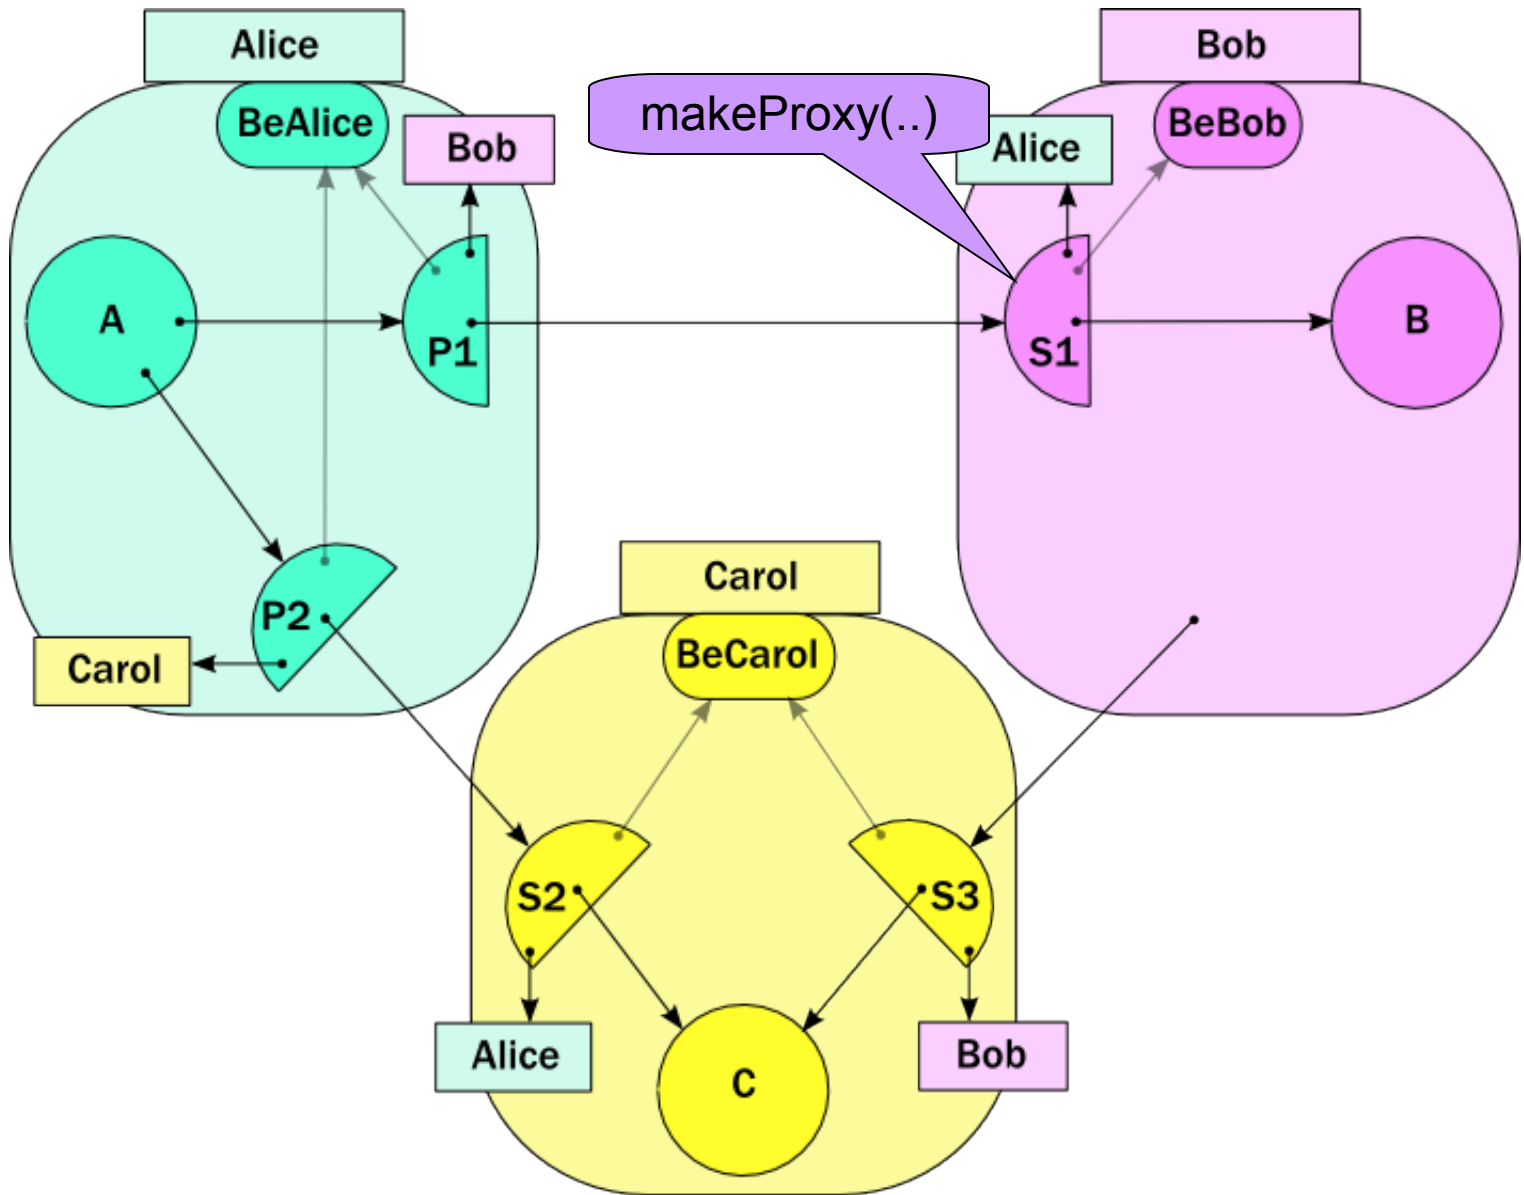 Alice
Bob
BeAlice
makeProxy(..)
BeBob
Bob
Alice
A
P1
S1
B
Carol
P2
BeCarol
Carol
S2
S3
Alice
Bob
C